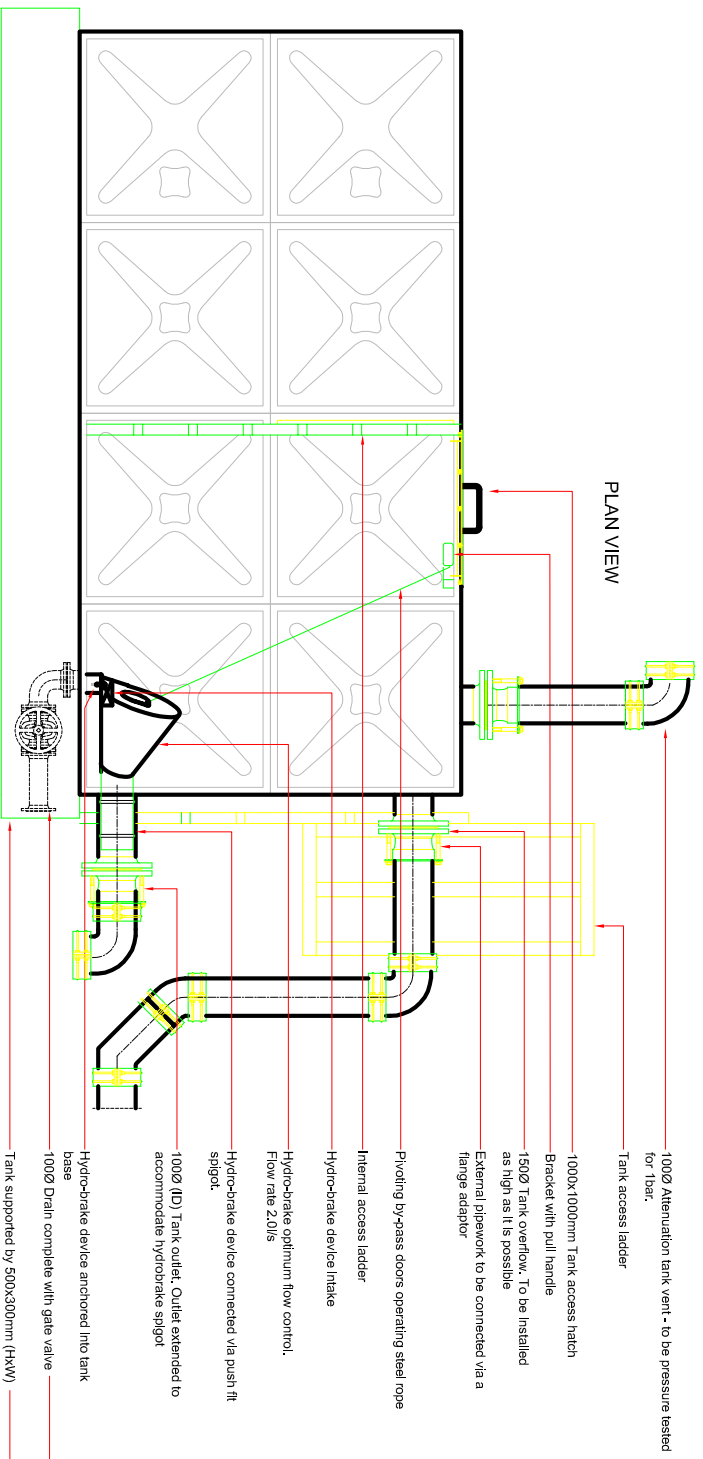 PLAN VIEW
100Ø Attenuation tank vent - to be pressure tested
for 1bar.
Tank access ladder
1000x1000mm Tank access hatch
Bracket with pull handle
150Ø Tank overflow. To be installed
as high as it is possible
External pipework to be connected via a
flange adaptor
Pivoting by-pass doors operating steel rope
Internal access ladder
Hydro-brake device intake
Hydro-brake optimum flow control.
Flow rate 2.0l/s
Hydro-brake device connected via push fit
spigot.
100Ø (ID) Tank outlet. Outlet extended to
accommodate hydrobrake spigot
Hydro-brake device anchored into tank
base
100Ø Drain complete with gate valve
Tank supported by 500x300mm (HxW)